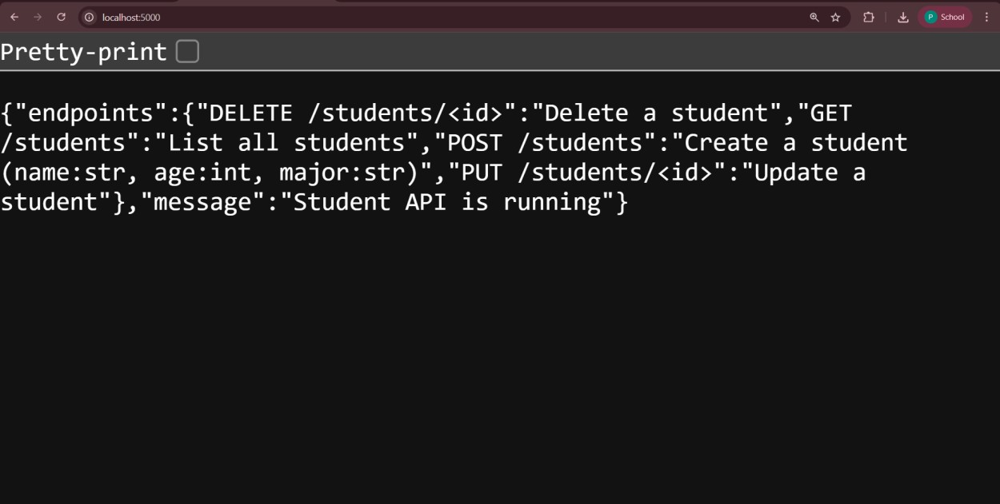 localhost:5000
P School
Pretty-print
{"endpoints":{"DELETE /students/<id>":"Delete a student","GET
/students":"List all students","POST /students":"Create a student
(name:str, age:int, major:str)","PUT /students/<id>":"Update a
student"},"message":"Student API is running"}